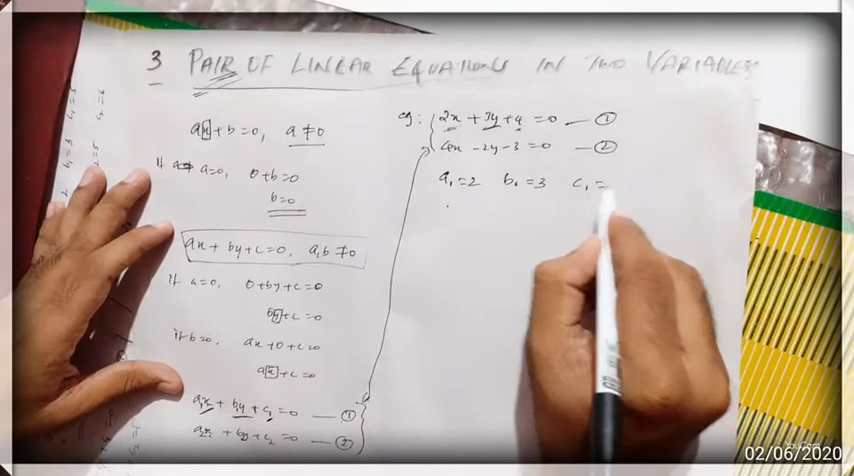 3 PAIR OF LINEAR EQUATIONS IN TWO VARIABLES
ax + b = 0, a ≠ 0
If a = 0, 0 + b = 0
b = 0
ax + by + c = 0, a, b ≠ 0
If a = 0, 0 + by + c = 0
by + c = 0
if b = 0, ax + 0 + c = 0
ax + c = 0
a₁x + b₁y + c₁ = 0 — ①
a₂x + b₂y + c₂ = 0 — ②
eg: 2x + 3y + 4 = 0 — ①
4x - 2y - 3 = 0 — ②
a₁ = 2 b₁ = 3 c₁ =
02/06/2020